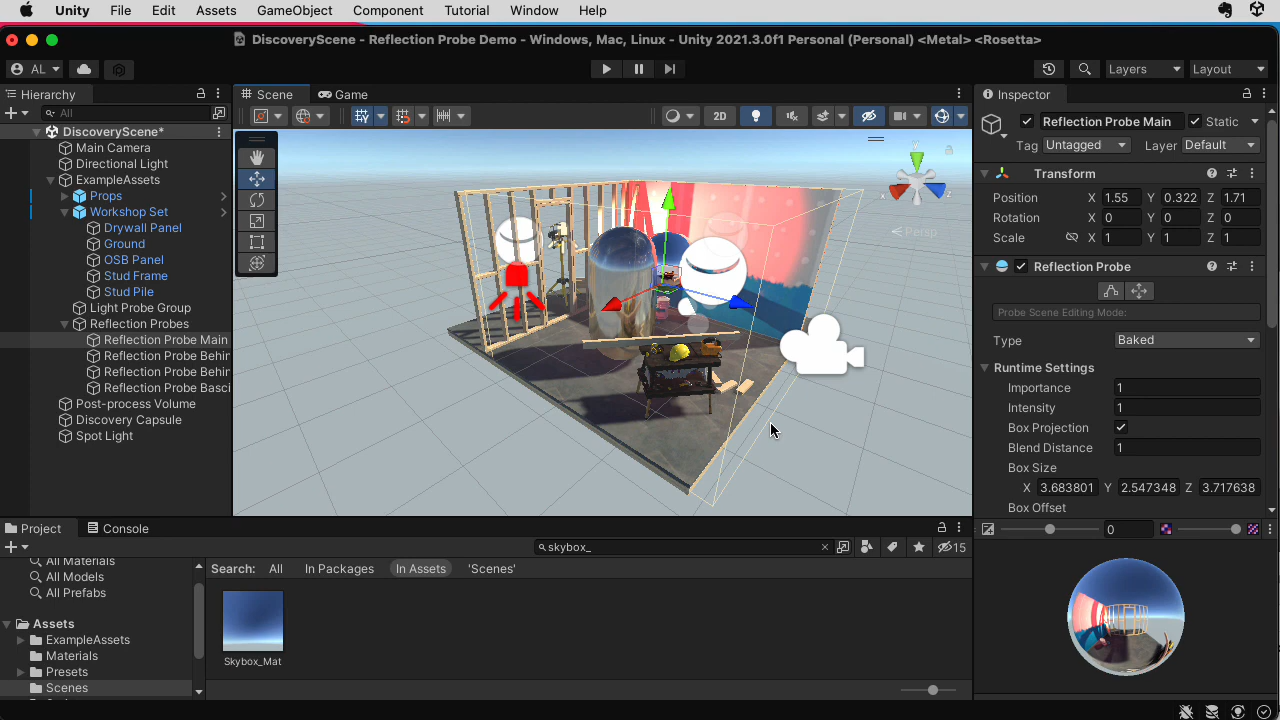 Unity File Edit Assets GameObject Component Tutorial Window Help
DiscoveryScene - Reflection Probe Demo - Windows, Mac, Linux - Unity 2021.3.0f1 Personal (Personal) <Metal> <Rosetta>
AL Layers Layout
Hierarchy
All
DiscoveryScene*
Main Camera
Directional Light
ExampleAssets
Props
Workshop Set
Drywall Panel
Ground
OSB Panel
Stud Frame
Stud Pile
Light Probe Group
Reflection Probes
Reflection Probe Main
Reflection Probe Behin
Reflection Probe Behin
Reflection Probe Basci
Post-process Volume
Discovery Capsule
Spot Light
Scene Game
2D
y
x
z
Persp
Inspector
Reflection Probe Main Static
Tag Untagged Layer Default
Transform
Position X 1.55 Y 0.322 Z 1.71
Rotation X 0 Y 0 Z 0
Scale X 1 Y 1 Z 1
Reflection Probe
Probe Scene Editing Mode:
Type Baked
Runtime Settings
Importance 1
Intensity 1
Box Projection
Blend Distance 1
Box Size
X 3.683801 Y 2.547348 Z 3.717638
Box Offset
0
Project Console
skybox_ 15
All Materials
All Models
All Prefabs
Assets
ExampleAssets
Materials
Presets
Scenes
Search: All In Packages In Assets 'Scenes'
Skybox_Mat